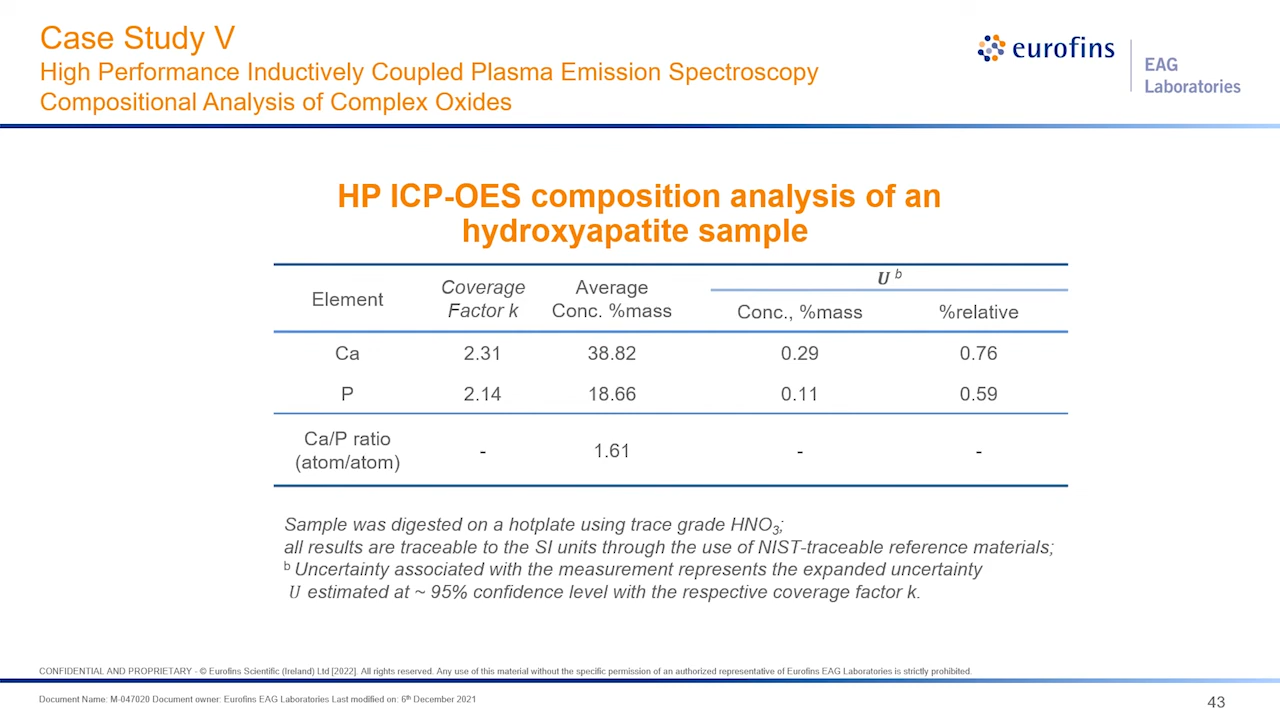 Case Study V
High Performance Inductively Coupled Plasma Emission Spectroscopy
Compositional Analysis of Complex Oxides
eurofins
EAG
Laboratories
HP ICP-OES composition analysis of an
hydroxyapatite sample
Element Coverage Factor k Average Conc. %mass U b
Conc., %mass %relative
Ca 2.31 38.82 0.29 0.76
P 2.14 18.66 0.11 0.59
Ca/P ratio (atom/atom) - 1.61 - -
Sample was digested on a hotplate using trace grade HNO3;
all results are traceable to the SI units through the use of NIST-traceable reference materials;
b Uncertainty associated with the measurement represents the expanded uncertainty
U estimated at ~ 95% confidence level with the respective coverage factor k.
CONFIDENTIAL AND PROPRIETARY - © Eurofins Scientific (Ireland) Ltd [2022]. All rights reserved. Any use of this material without the specific permission of an authorized representative of Eurofins EAG Laboratories is strictly prohibited.
Document Name: M-047020 Document owner: Eurofins EAG Laboratories Last modified on: 6th December 2021
43